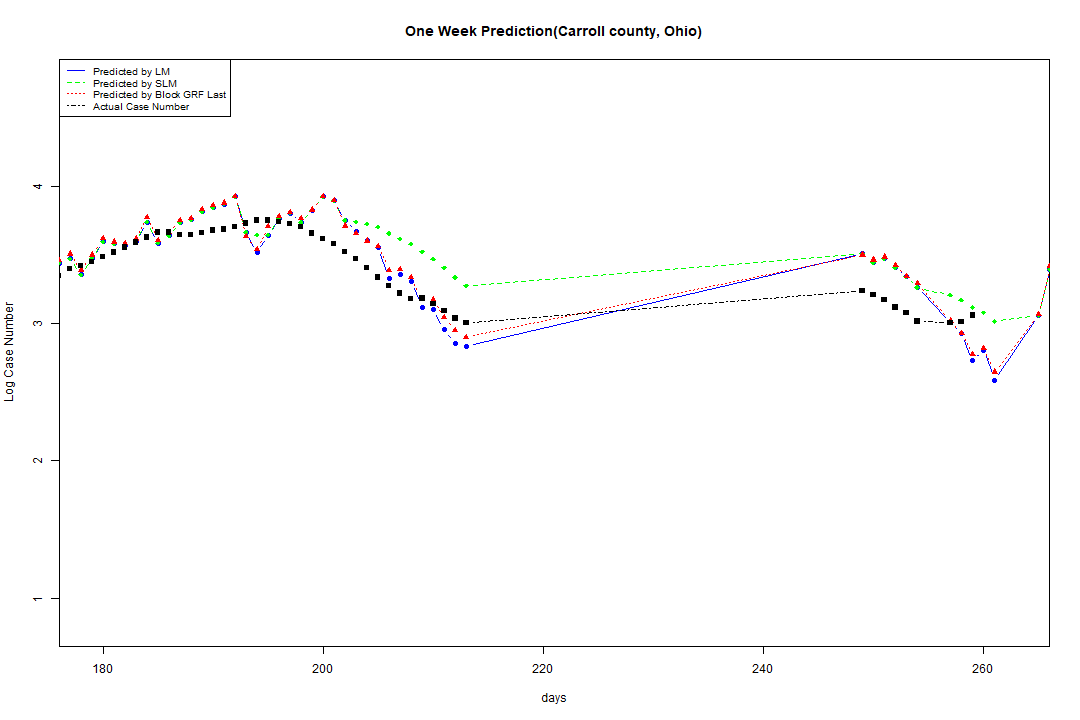 One Week Prediction(Carroll county, Ohio)
Predicted by LM
Predicted by SLM
Predicted by Block GRF Last
Actual Case Number
4
3
2
1
Log Case Number
180 200 220 240 260
days